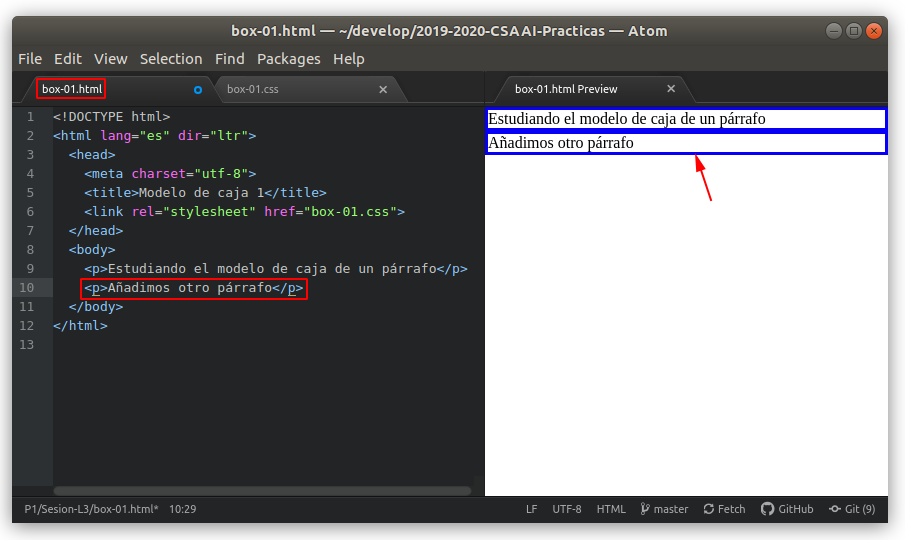 box-01.html — ~/develop/2019-2020-CSAAI-Practicas — Atom
File Edit View Selection Find Packages Help
box-01.html box-01.css box-01.html Preview
1 <!DOCTYPE html>
2 <html lang="es" dir="ltr">
3 <head>
4 <meta charset="utf-8">
5 <title>Modelo de caja 1</title>
6 <link rel="stylesheet" href="box-01.css">
7 </head>
8 <body>
9 <p>Estudiando el modelo de caja de un párrafo</p>
10 <p>Añadimos otro párrafo</p>
11 </body>
12 </html>
13
Estudiando el modelo de caja de un párrafo
Añadimos otro párrafo
P1/Sesion-L3/box-01.html* 10:29 LF UTF-8 HTML master Fetch GitHub Git (9)